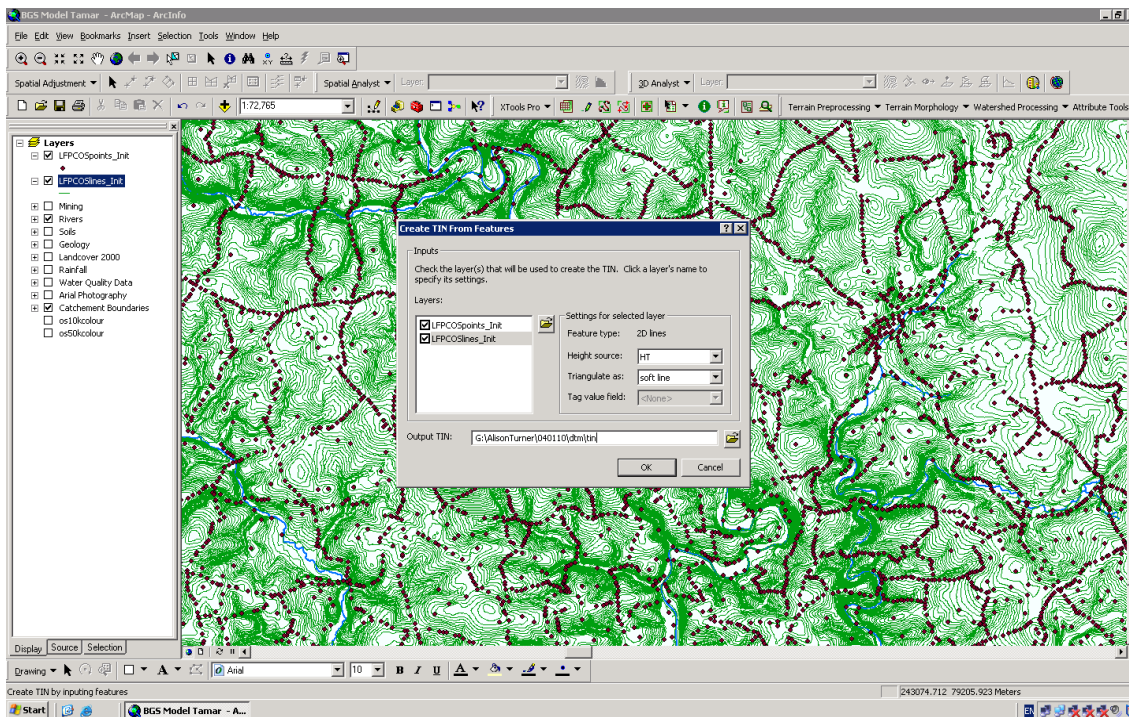 BGS Model Tamar - ArcMap - ArcInfo
File Edit View Bookmarks Insert Selection Tools Window Help
Spatial Adjustment Spatial Analyst Layer: 3D Analyst Layer:
1:72,765 XTools Pro Terrain Preprocessing Terrain Morphology Watershed Processing Attribute Tools
Layers
LFPCOSpoints_Init
LFPCOSlines_Init
Mining
Rivers
Soils
Geology
Landcover 2000
Rainfall
Water Quality Data
Arial Photography
Catchement Boundaries
os10kcolour
os50kcolour
Create TIN From Features
Inputs
Check the layer(s) that will be used to create the TIN. Click a layer's name to
specify its settings.
Layers:
LFPCOSpoints_Init
LFPCOSlines_Init
Settings for selected layer
Feature type: 2D lines
Height source: HT
Triangulate as: soft line
Tag value field: <None>
Output TIN: G:\AlisonTurner\040110\dtm\tin
OK Cancel
Display Source Selection
Drawing A Arial 10 B I U A
Create TIN by inputing features 243074.712 79205.923 Meters
Start BGS Model Tamar - A... EN